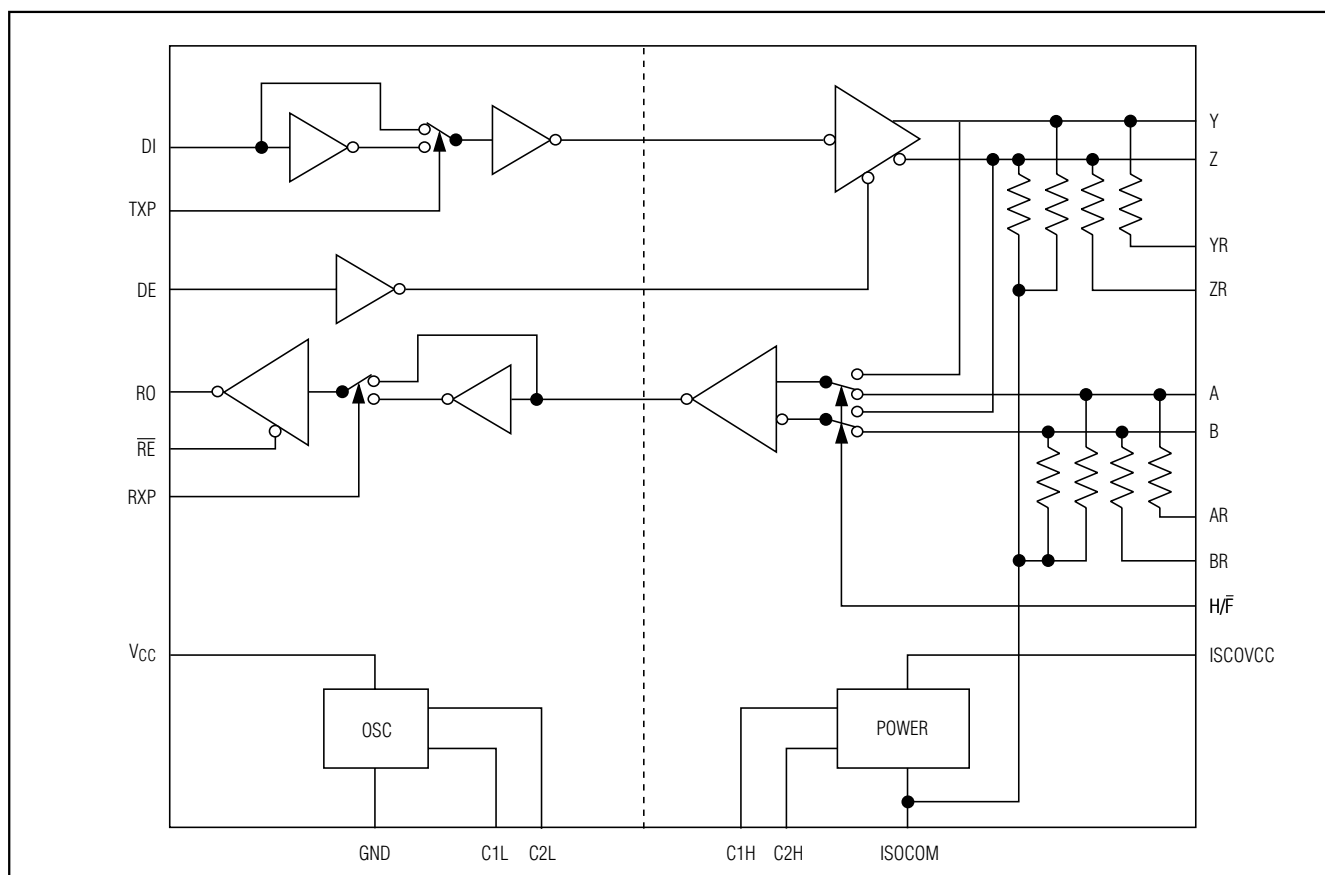 DI
TXP
DE
RO
R̅E̅
RXP
VCC
OSC
GND
C1L
C2L
Y
Z
YR
ZR
A
B
AR
BR
H/F̅
ISCOVCC
POWER
C1H
C2H
ISOCOM